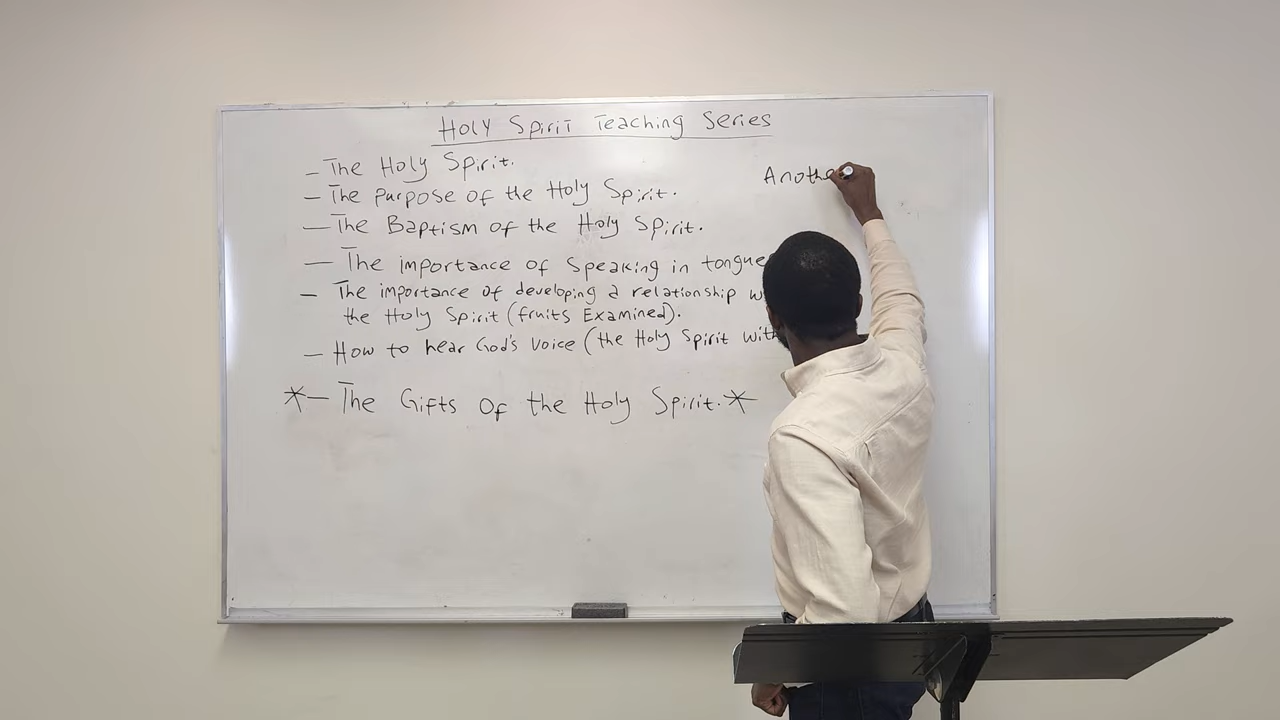 Holy Spirit Teaching Series
– The Holy Spirit.
– The Purpose of the Holy Spirit.
Anothe
– The Baptism of the Holy Spirit.
– The importance of Speaking in tongue
– The importance of developing a relationship w
the Holy Spirit (fruits Examined).
– How to hear God's Voice (the Holy Spirit with
*– The Gifts Of the Holy Spirit.*